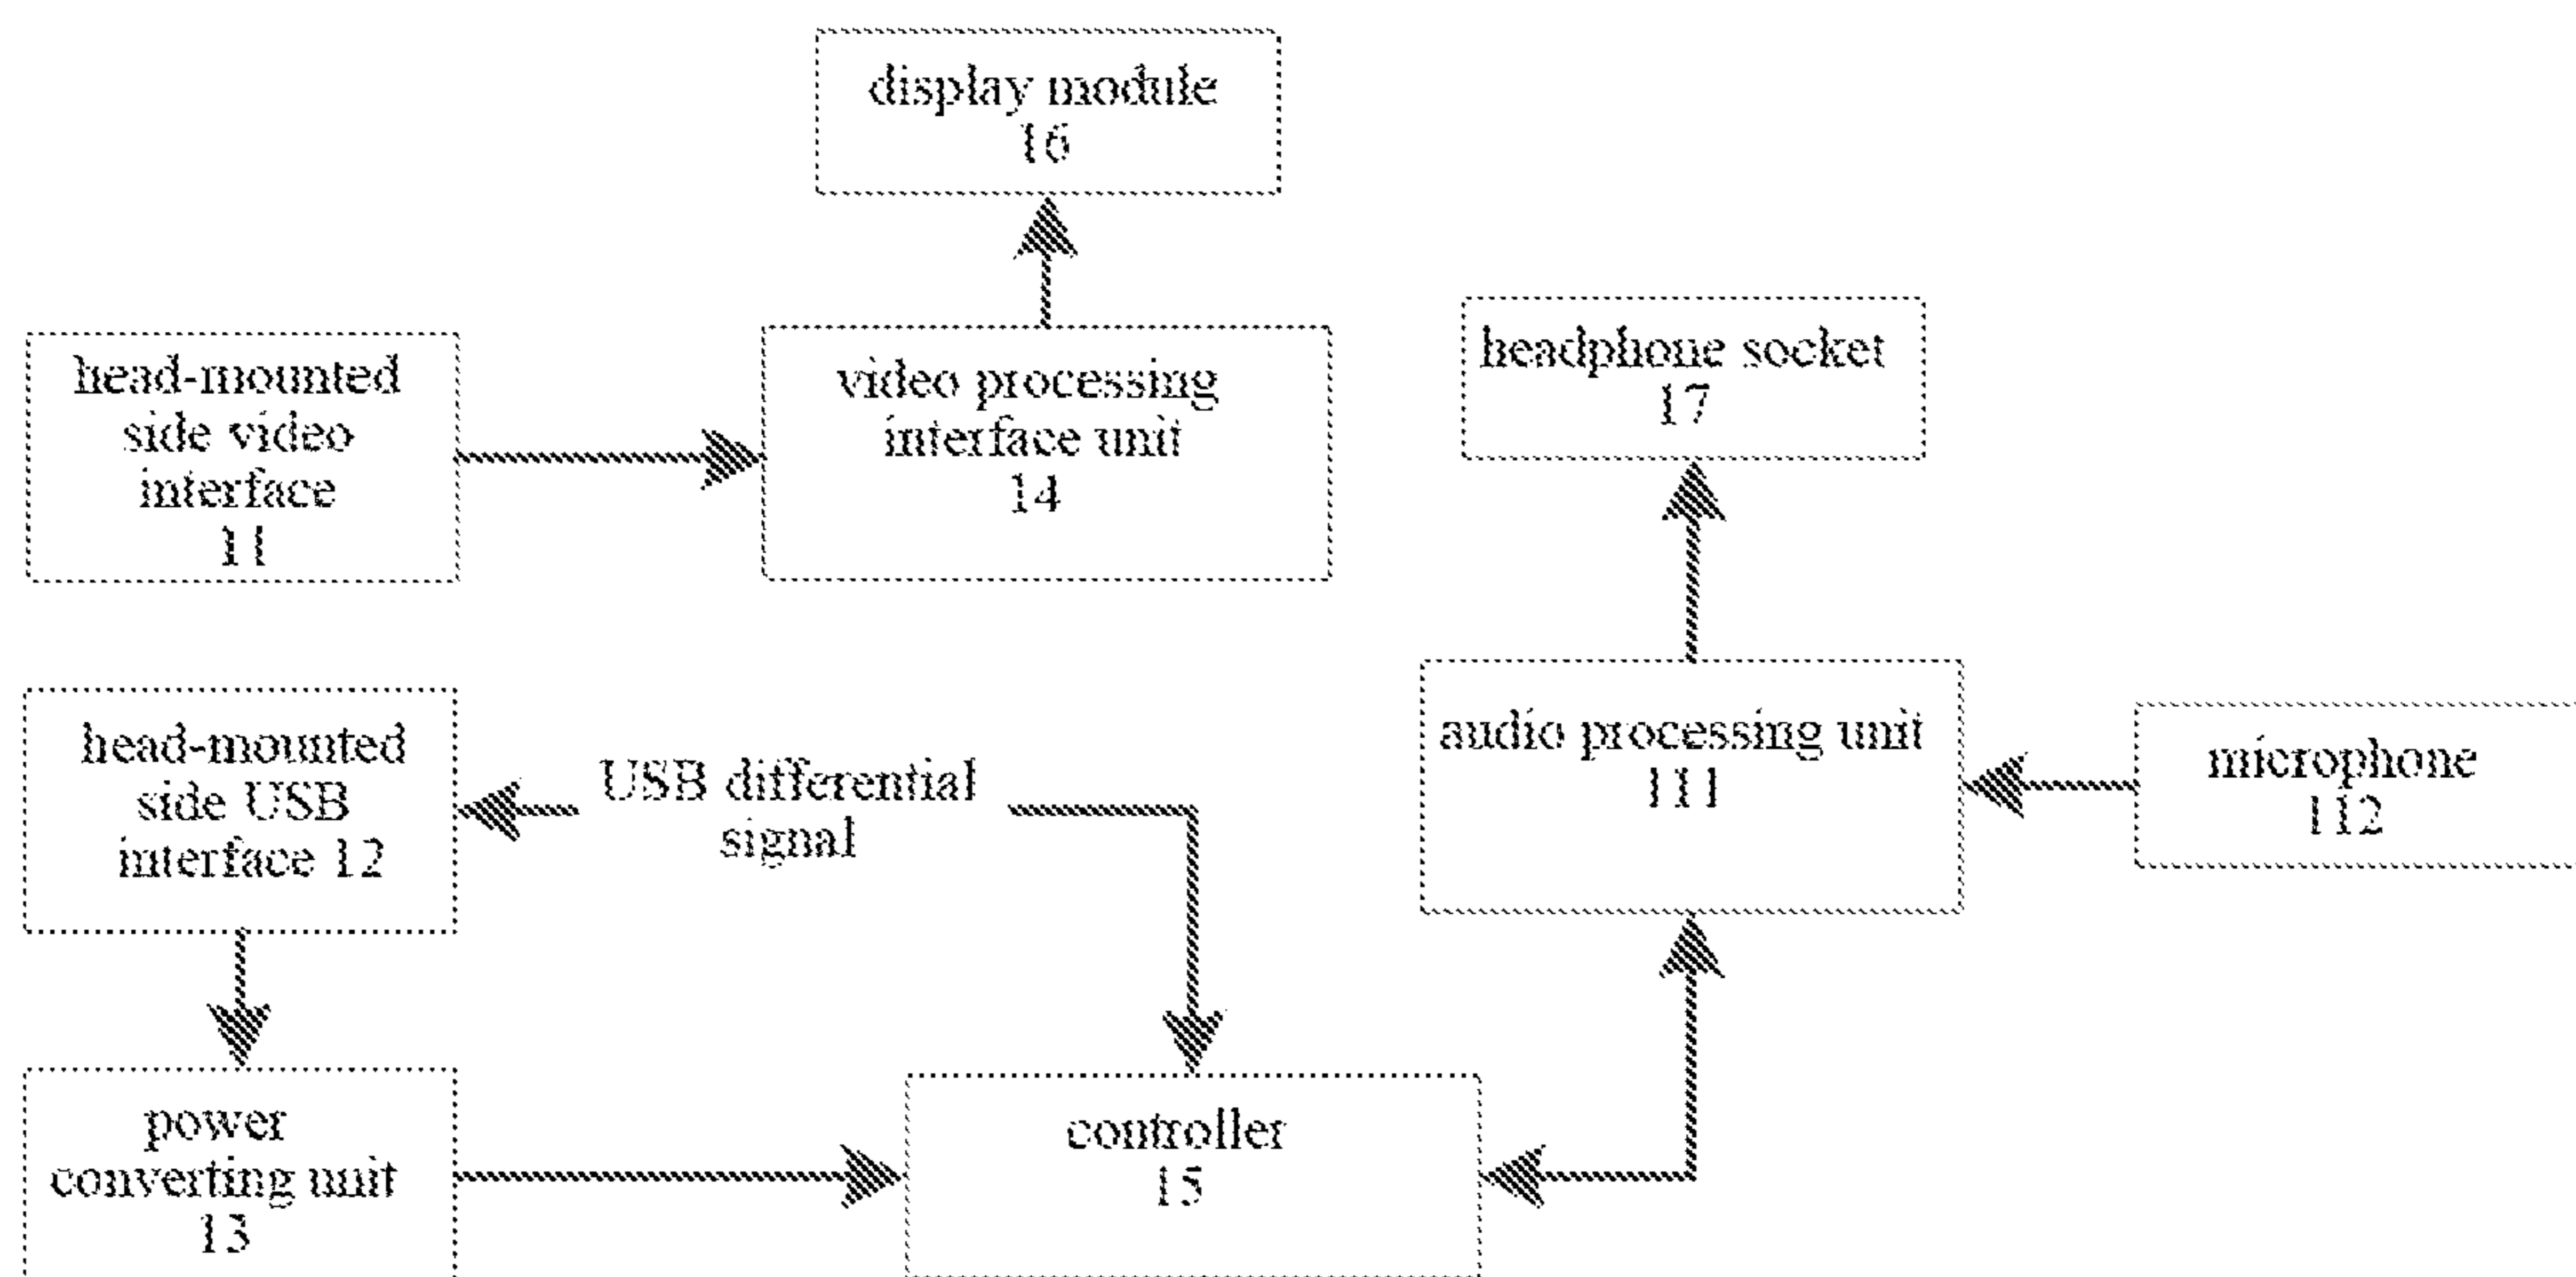 display module
16
head-mounted
side video
interface
11
video processing
interface unit
14
headphone socket
17
head-mounted
side USB
interface 12
USB differential
signal
audio processing unit
111
microphone
112
power
converting unit
13
controller
15